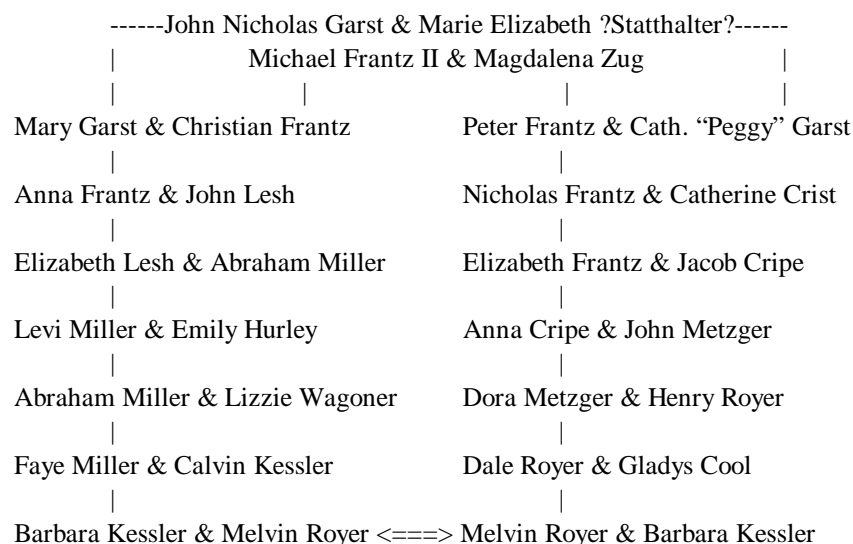 ------John Nicholas Garst & Marie Elizabeth ?Statthalter?------
| Michael Frantz II & Magdalena Zug |
| | | |
Mary Garst & Christian Frantz Peter Frantz & Cath. “Peggy” Garst
| |
Anna Frantz & John Lesh Nicholas Frantz & Catherine Crist
| |
Elizabeth Lesh & Abraham Miller Elizabeth Frantz & Jacob Cripe
| |
Levi Miller & Emily Hurley Anna Cripe & John Metzger
| |
Abraham Miller & Lizzie Wagoner Dora Metzger & Henry Royer
| |
Faye Miller & Calvin Kessler Dale Royer & Gladys Cool
| |
Barbara Kessler & Melvin Royer <===> Melvin Royer & Barbara Kessler